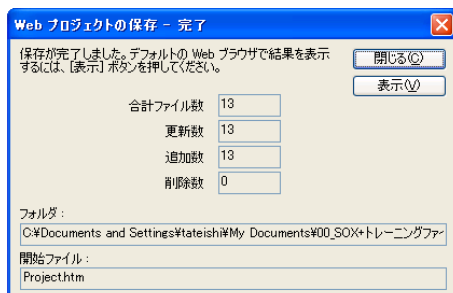 Web プロジェクトの保存 - 完了
保存が完了しました。デフォルトの Web ブラウザで結果を表示
するには、[表示] ボタンを押してください。
閉じる(C)
表示(V)
合計ファイル数 13
更新数 13
追加数 13
削除数 0
フォルダ:
C:¥Documents and Settings¥tateishi¥My Documents¥00_SOX+トレーニングファ
開始ファイル:
Project.htm